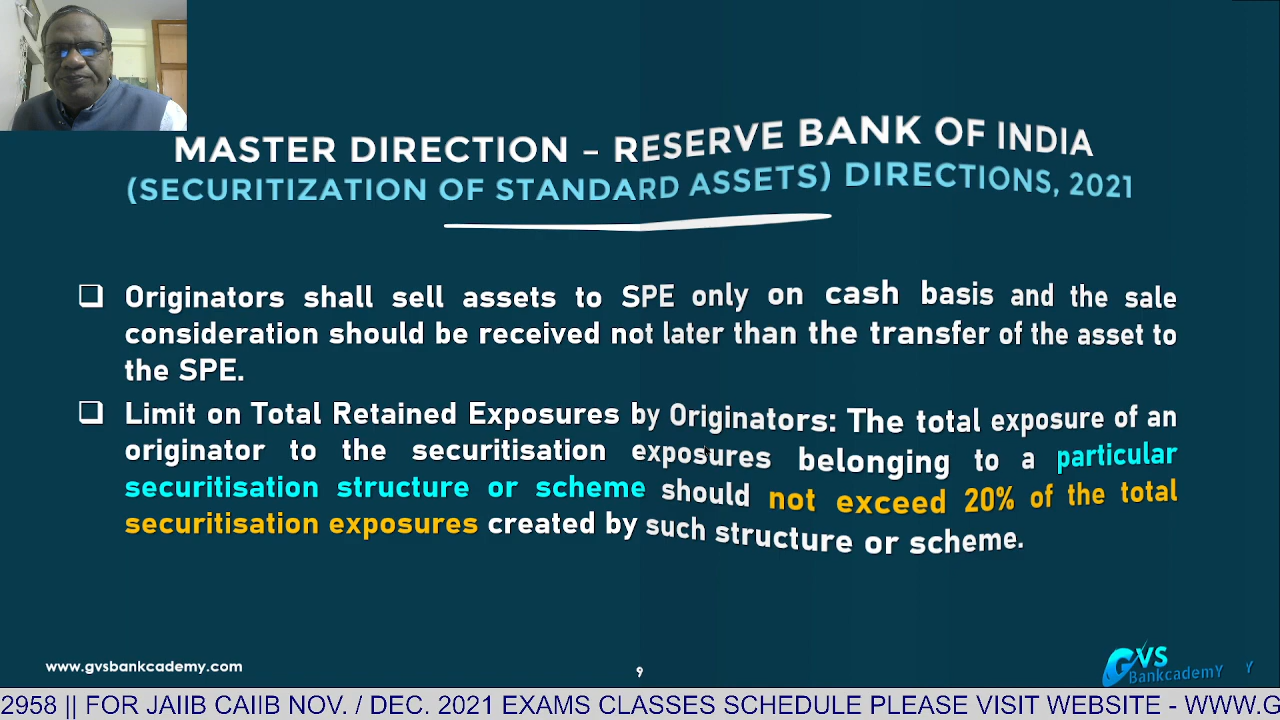 MASTER DIRECTION – RESERVE BANK OF INDIA
(SECURITIZATION OF STANDARD ASSETS) DIRECTIONS, 2021
❑ Originators shall sell assets to SPE only on cash basis and the sale
consideration should be received not later than the transfer of the asset to
the SPE.
❑ Limit on Total Retained Exposures by Originators: The total exposure of an
originator to the securitisation exposures belonging to a particular
securitisation structure or scheme should not exceed 20% of the total
securitisation exposures created by such structure or scheme.
www.gvsbankcademy.com
9
GVS
BankcademY Y
2958 || FOR JAIIB CAIIB NOV. / DEC. 2021 EXAMS CLASSES SCHEDULE PLEASE VISIT WEBSITE - WWW.G